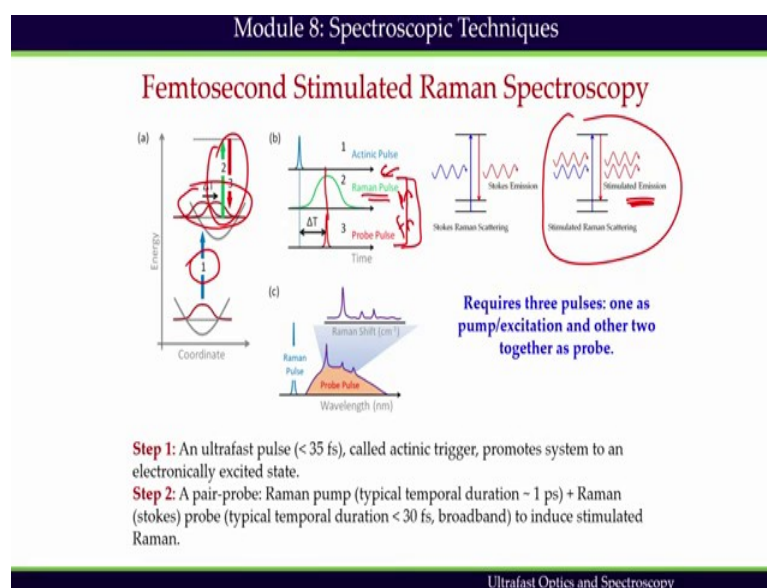 Module 8: Spectroscopic Techniques
Femtosecond Stimulated Raman Spectroscopy
(a)
Energy
Coordinate
1
2
3
ΔT
(b)
1
Actinic Pulse
2
Raman Pulse
3
Probe Pulse
ΔT
Time
Stokes Emission
Stokes Raman Scattering
Stimulated Emission
Stimulated Raman Scattering
(c)
Raman Shift (cm⁻¹)
Raman
Pulse
Probe Pulse
Wavelength (nm)
Requires three pulses: one as
pump/excitation and other two
together as probe.
Step 1: An ultrafast pulse (< 35 fs), called actinic trigger, promotes system to an
electronically excited state.
Step 2: A pair-probe: Raman pump (typical temporal duration ~ 1 ps) + Raman
(stokes) probe (typical temporal duration < 30 fs, broadband) to induce stimulated
Raman.
Ultrafast Optics and Spectroscopy